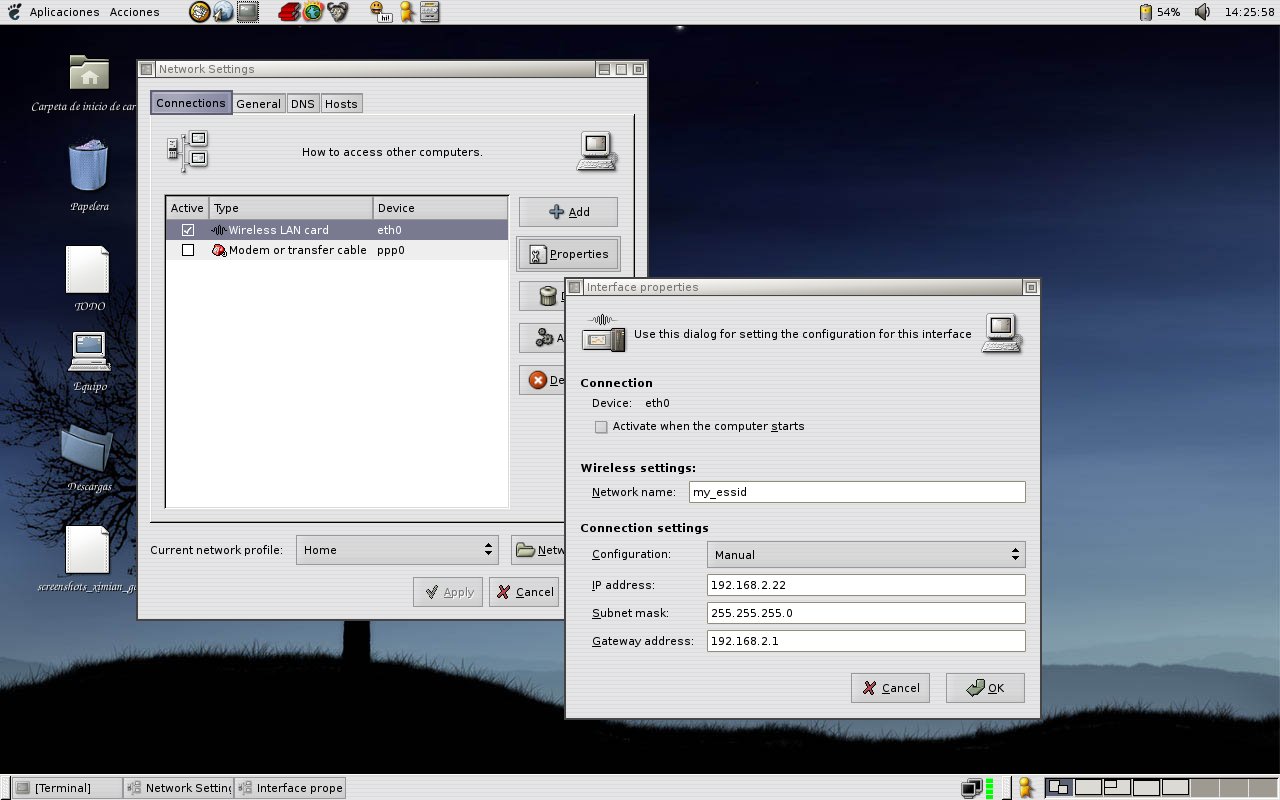 Aplicaciones Acciones
hi!
54% 14:25:58
Carpeta de inicio de car
Papelera
TODO
Equipo
Descargas
screenshots_ximian_g
Network Settings
Connections General DNS Hosts
How to access other computers.
Active Type Device
Wireless LAN card eth0
Modem or transfer cable ppp0
Add
Properties
De
Current network profile: Home
Netw
Apply Cancel
Interface properties
Use this dialog for setting the configuration for this interface
Connection
Device: eth0
Activate when the computer starts
Wireless settings:
Network name: my_essid
Connection settings
Configuration: Manual
IP address: 192.168.2.22
Subnet mask: 255.255.255.0
Gateway address: 192.168.2.1
Cancel OK
[Terminal] Network Setting Interface prope